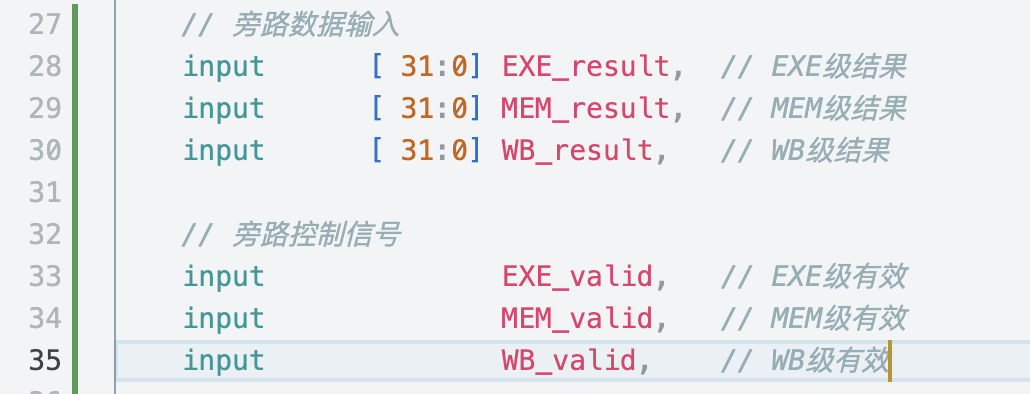 27 // 旁路数据输入
28 input [ 31:0] EXE_result, // EXE级结果
29 input [ 31:0] MEM_result, // MEM级结果
30 input [ 31:0] WB_result, // WB级结果
31
32 // 旁路控制信号
33 input EXE_valid, // EXE级有效
34 input MEM_valid, // MEM级有效
35 input WB_valid, // WB级有效